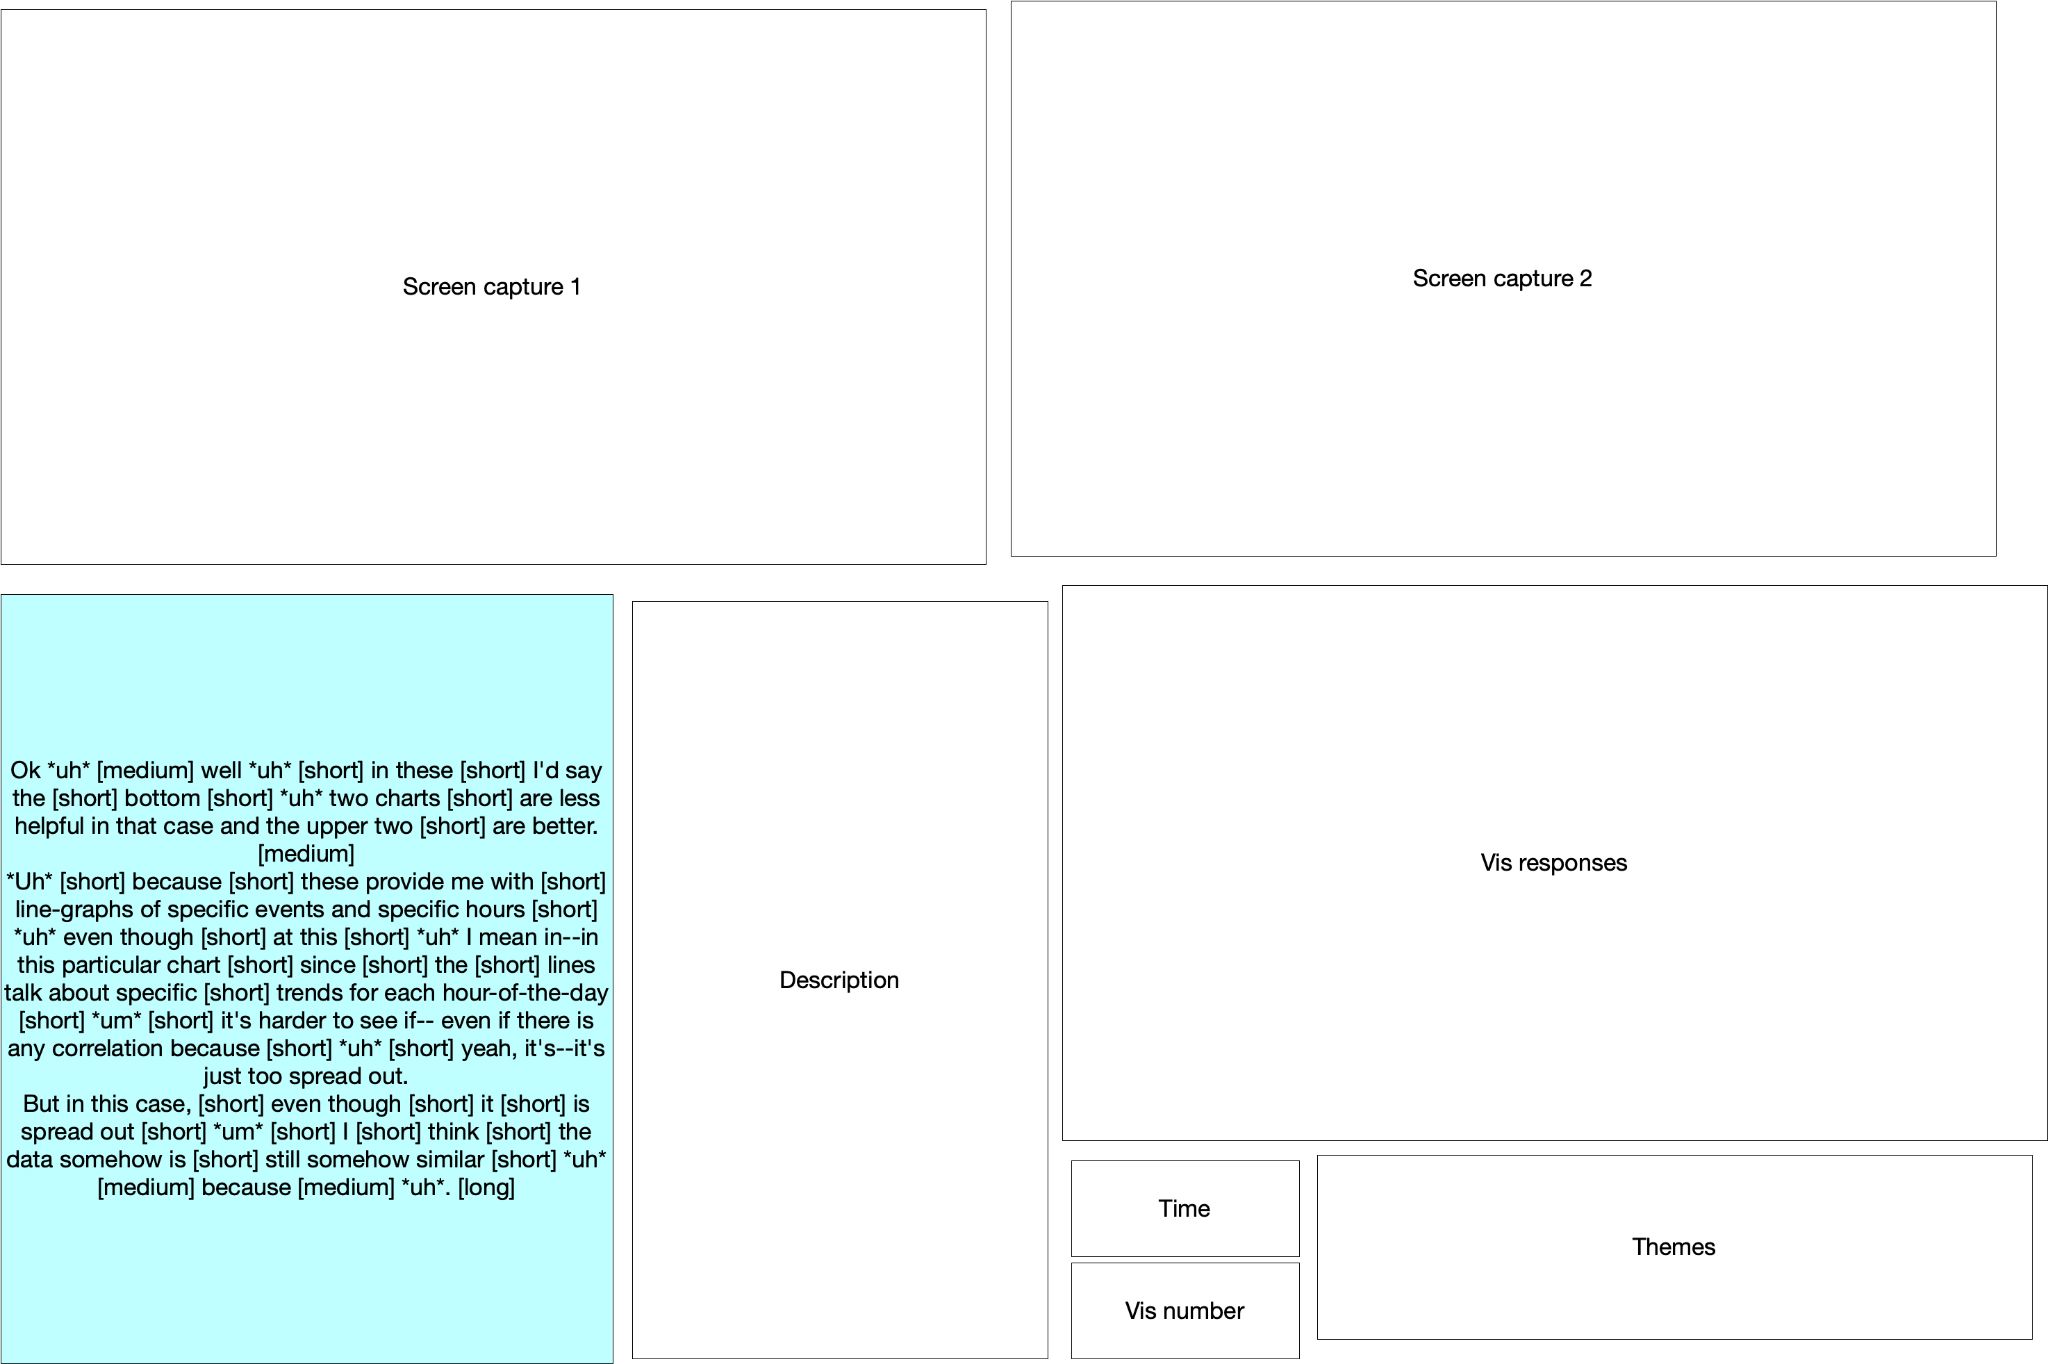 Screen capture 1
Screen capture 2
Ok *uh* [medium] well *uh* [short] in these [short] I'd say
the [short] bottom [short] *uh* two charts [short] are less
helpful in that case and the upper two [short] are better.
[medium]
*Uh* [short] because [short] these provide me with [short]
line-graphs of specific events and specific hours [short]
*uh* even though [short] at this [short] *uh* I mean in--in
this particular chart [short] since [short] the [short] lines
talk about specific [short] trends for each hour-of-the-day
[short] *um* [short] it's harder to see if-- even if there is
any correlation because [short] *uh* [short] yeah, it's--it's
just too spread out.
But in this case, [short] even though [short] it [short] is
spread out [short] *um* [short] I [short] think [short] the
data somehow is [short] still somehow similar [short] *uh*
[medium] because [medium] *uh*. [long]
Description
Vis responses
Time
Vis number
Themes